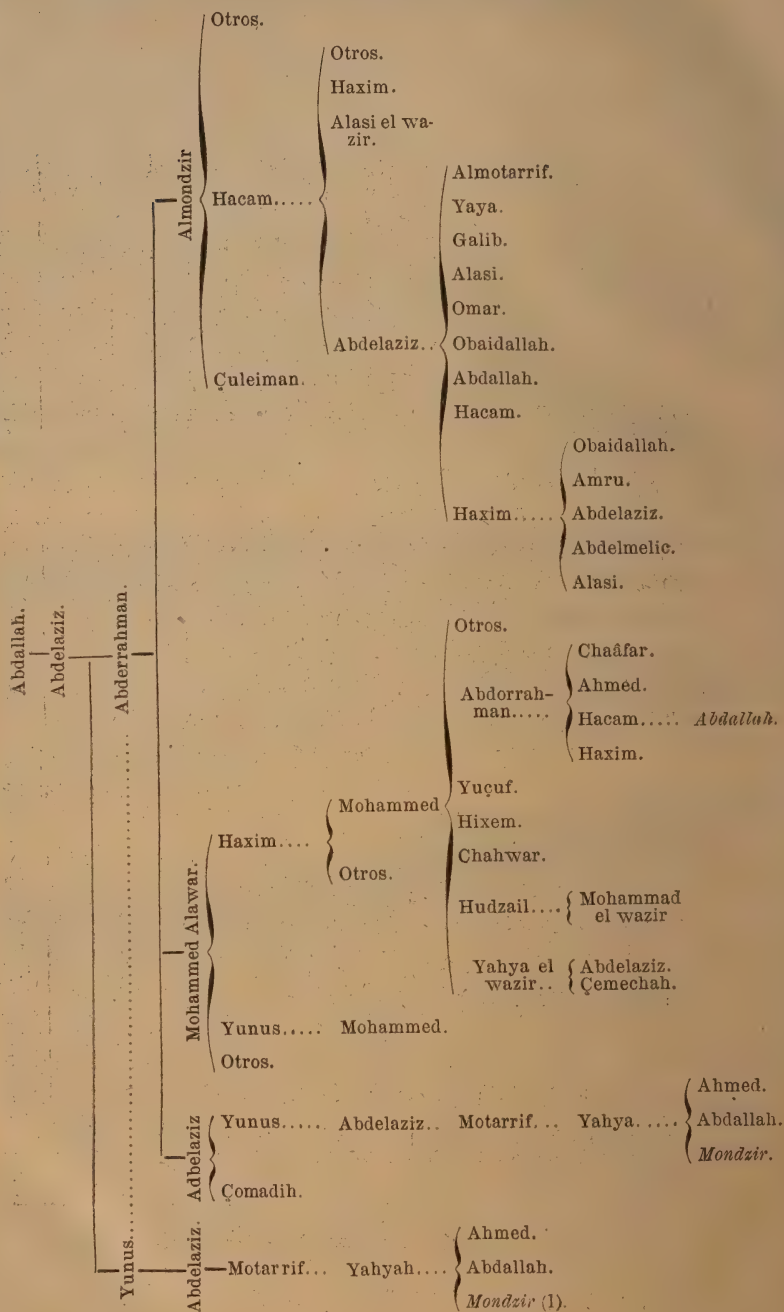 Abdallah.
Abdelaziz.
Abderrahman.
Almondzir
Otros.
Hacam.....
Otros.
Haxim.
Alasi el wa-
zir.
Abdelaziz..
Almotarrif.
Yaya.
Galib.
Alasi.
Omar.
Obaidallah.
Abdallah.
Hacam.
Haxim.....
Obaidallah.
Amru.
Abdelaziz.
Abdelmelic.
Alasi.
Çuleiman.
Mohammed Alawar.
Haxim....
Mohammed
Otros.
Abdorrah-
man.....
Chaâfar.
Ahmed.
Hacam..... Abdallah.
Haxim.
Yuçuf.
Hixem.
Chahwar.
Hudzail....
Mohammad
el wazir
Yahya el
wazir..
Abdelaziz.
Çemechah.
Otros.
Yunus..... Mohammed.
Otros.
Adbelaziz
Yunus..... Abdelaziz.. Motarrif... Yahya.....
Ahmed.
Abdallah.
Mondzir.
Çomadih.
Yunus
Abdelaziz.
Motarrif... Yahyah....
Ahmed.
Abdallah.
Mondzir (1).